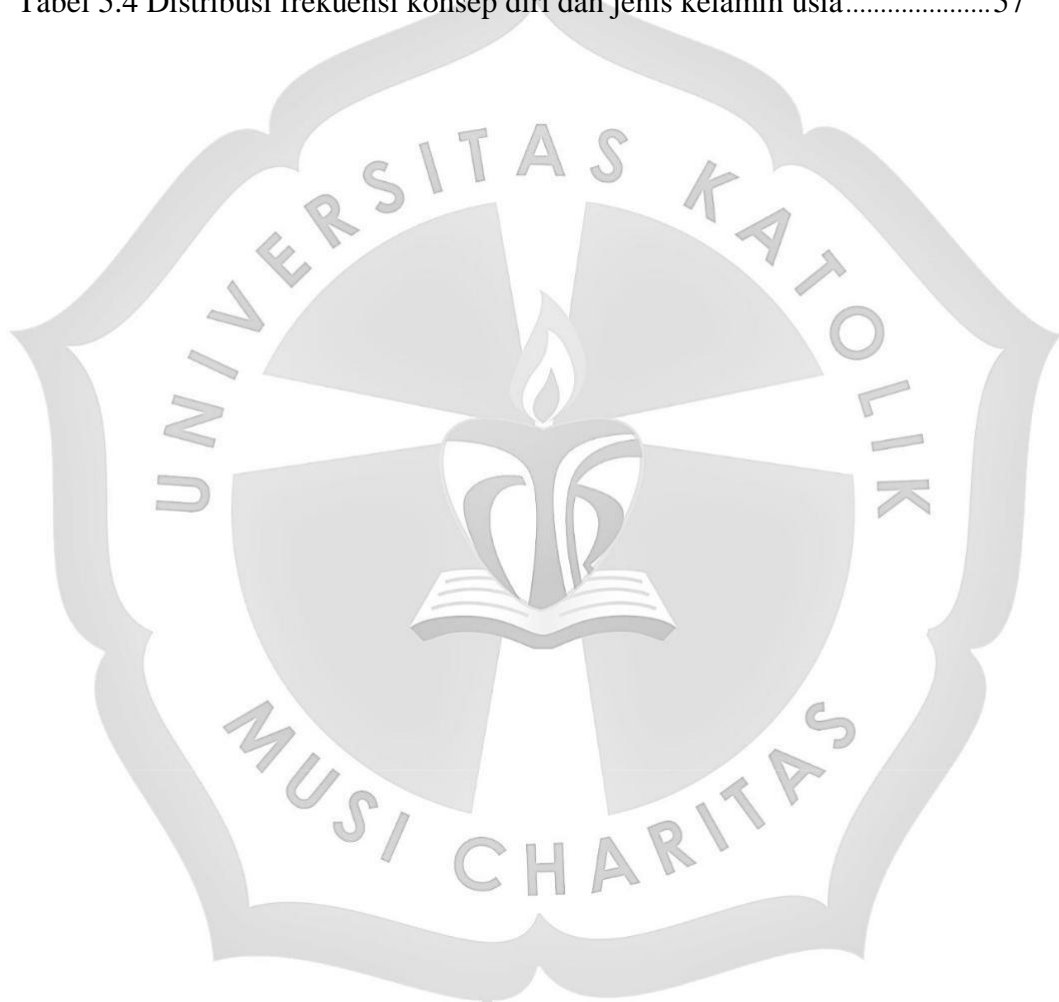 Tabel 5.4 Distribusi frekuensi konsep diri dan jenis kelamin usia....................57
UNIVERSITAS KATOLIK
MUSI CHARITAS